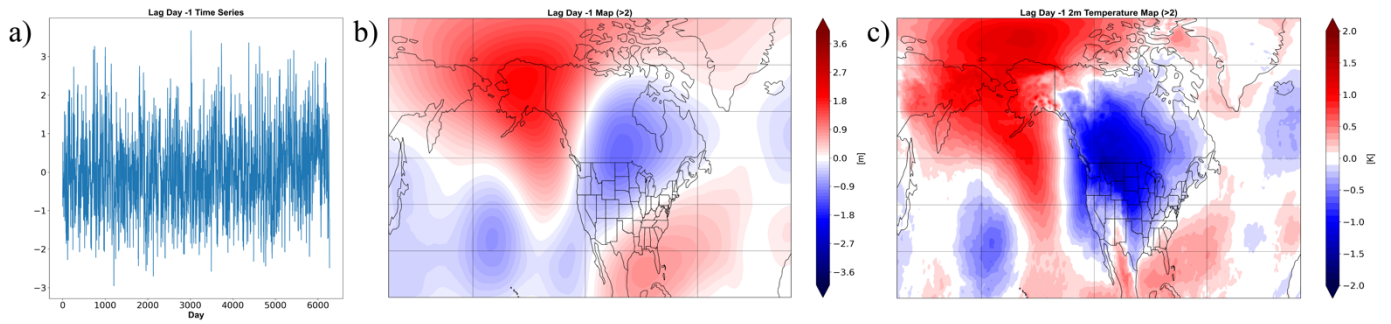 a)
Lag Day -1 Time Series
3
2
1
0
−1
−2
−3
0 1000 2000 3000 4000 5000 6000
Day
b)
Lag Day -1 Map (>2)
3.6
2.7
1.8
0.9
0.0
−0.9
−1.8
−2.7
−3.6
[m]
c)
Lag Day -1 2m Temperature Map (>2)
2.0
1.5
1.0
0.5
0.0
−0.5
−1.0
−1.5
−2.0
[K]